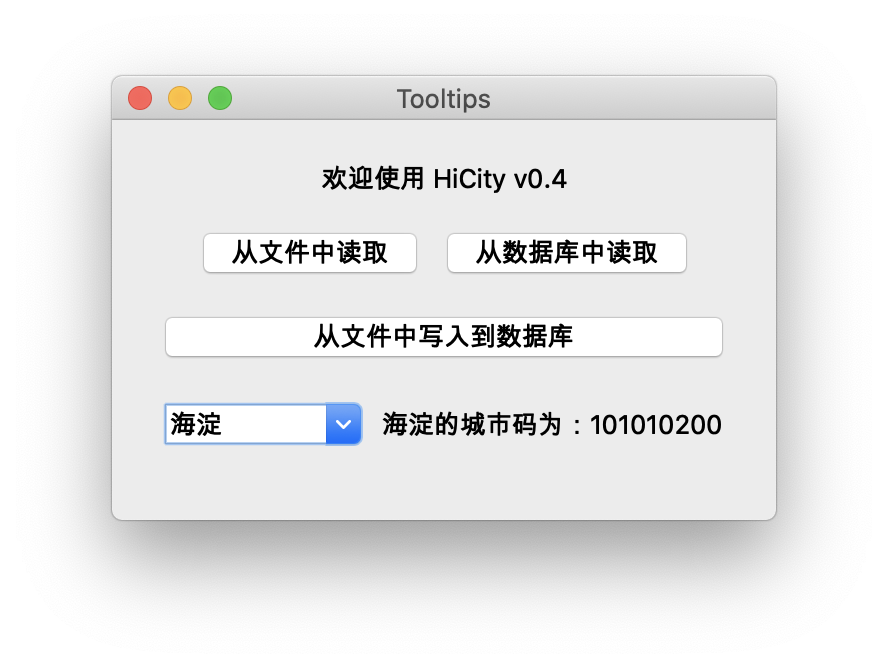 Tooltips
欢迎使用 HiCity v0.4
从文件中读取 从数据库中读取
从文件中写入到数据库
海淀 海淀的城市码为：101010200